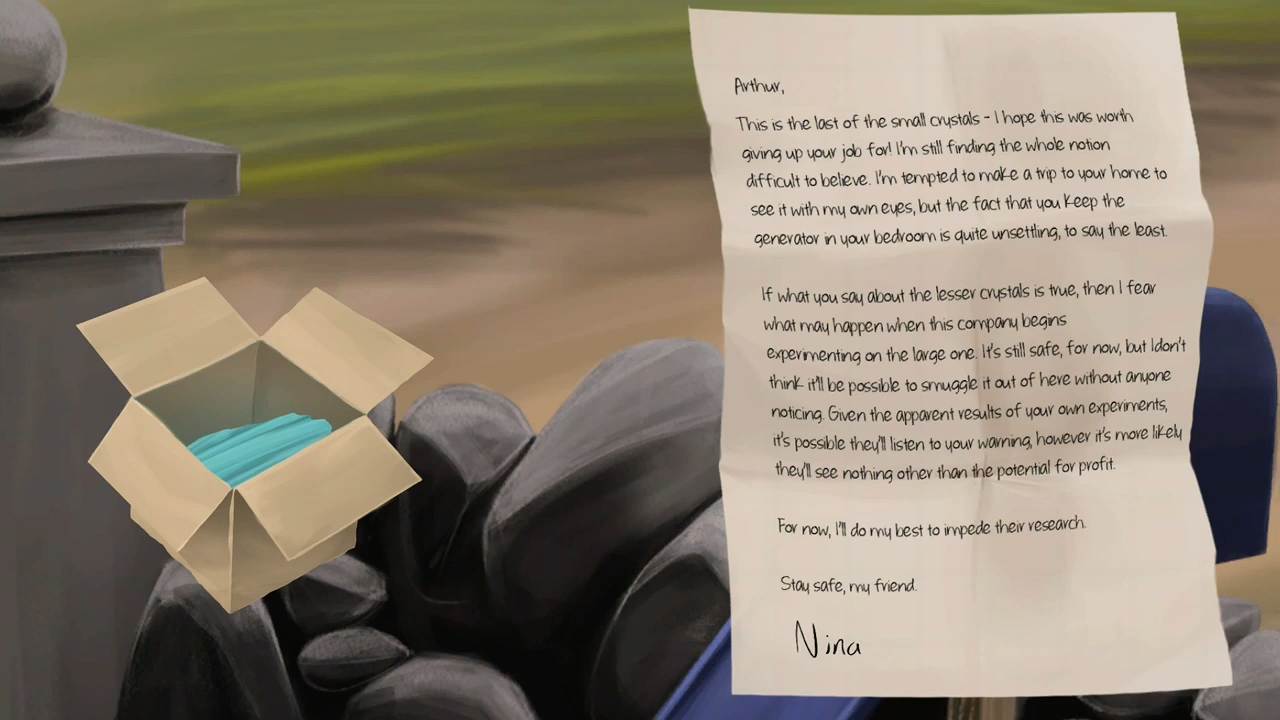 Arthur,
This is the last of the small crystals - I hope this was worth
giving up your job for! I'm still finding the whole notion
difficult to believe. I'm tempted to make a trip to your home to
see it with my own eyes, but the fact that you keep the
generator in your bedroom is quite unsettling, to say the least.
If what you say about the lesser crystals is true, then I fear
what may happen when this company begins
experimenting on the large one. It's still safe, for now, but I don't
think it'll be possible to smuggle it out of here without anyone
noticing. Given the apparent results of your own experiments,
it's possible they'll listen to your warning, however it's more likely
they'll see nothing other than the potential for profit.
For now, I'll do my best to impede their research.
Stay safe, my friend.
Nina